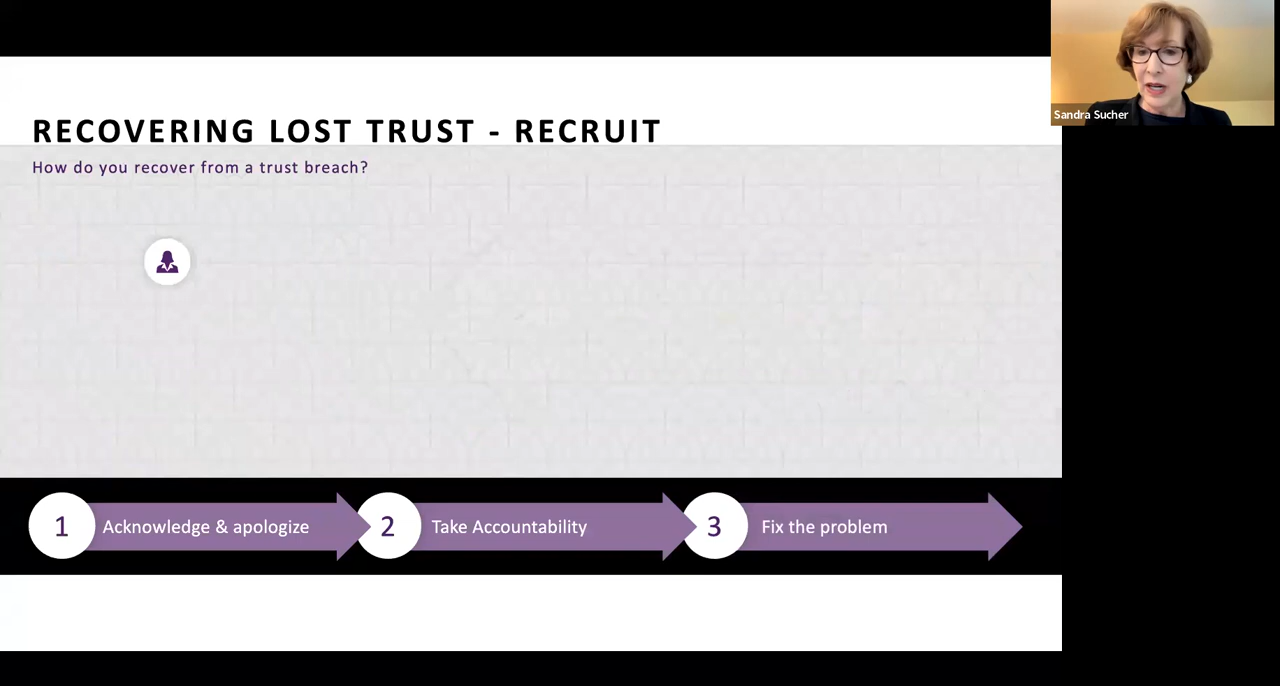 RECOVERING LOST TRUST - RECRUIT
How do you recover from a trust breach?
Sandra Sucher
1 Acknowledge & apologize 2 Take Accountability 3 Fix the problem